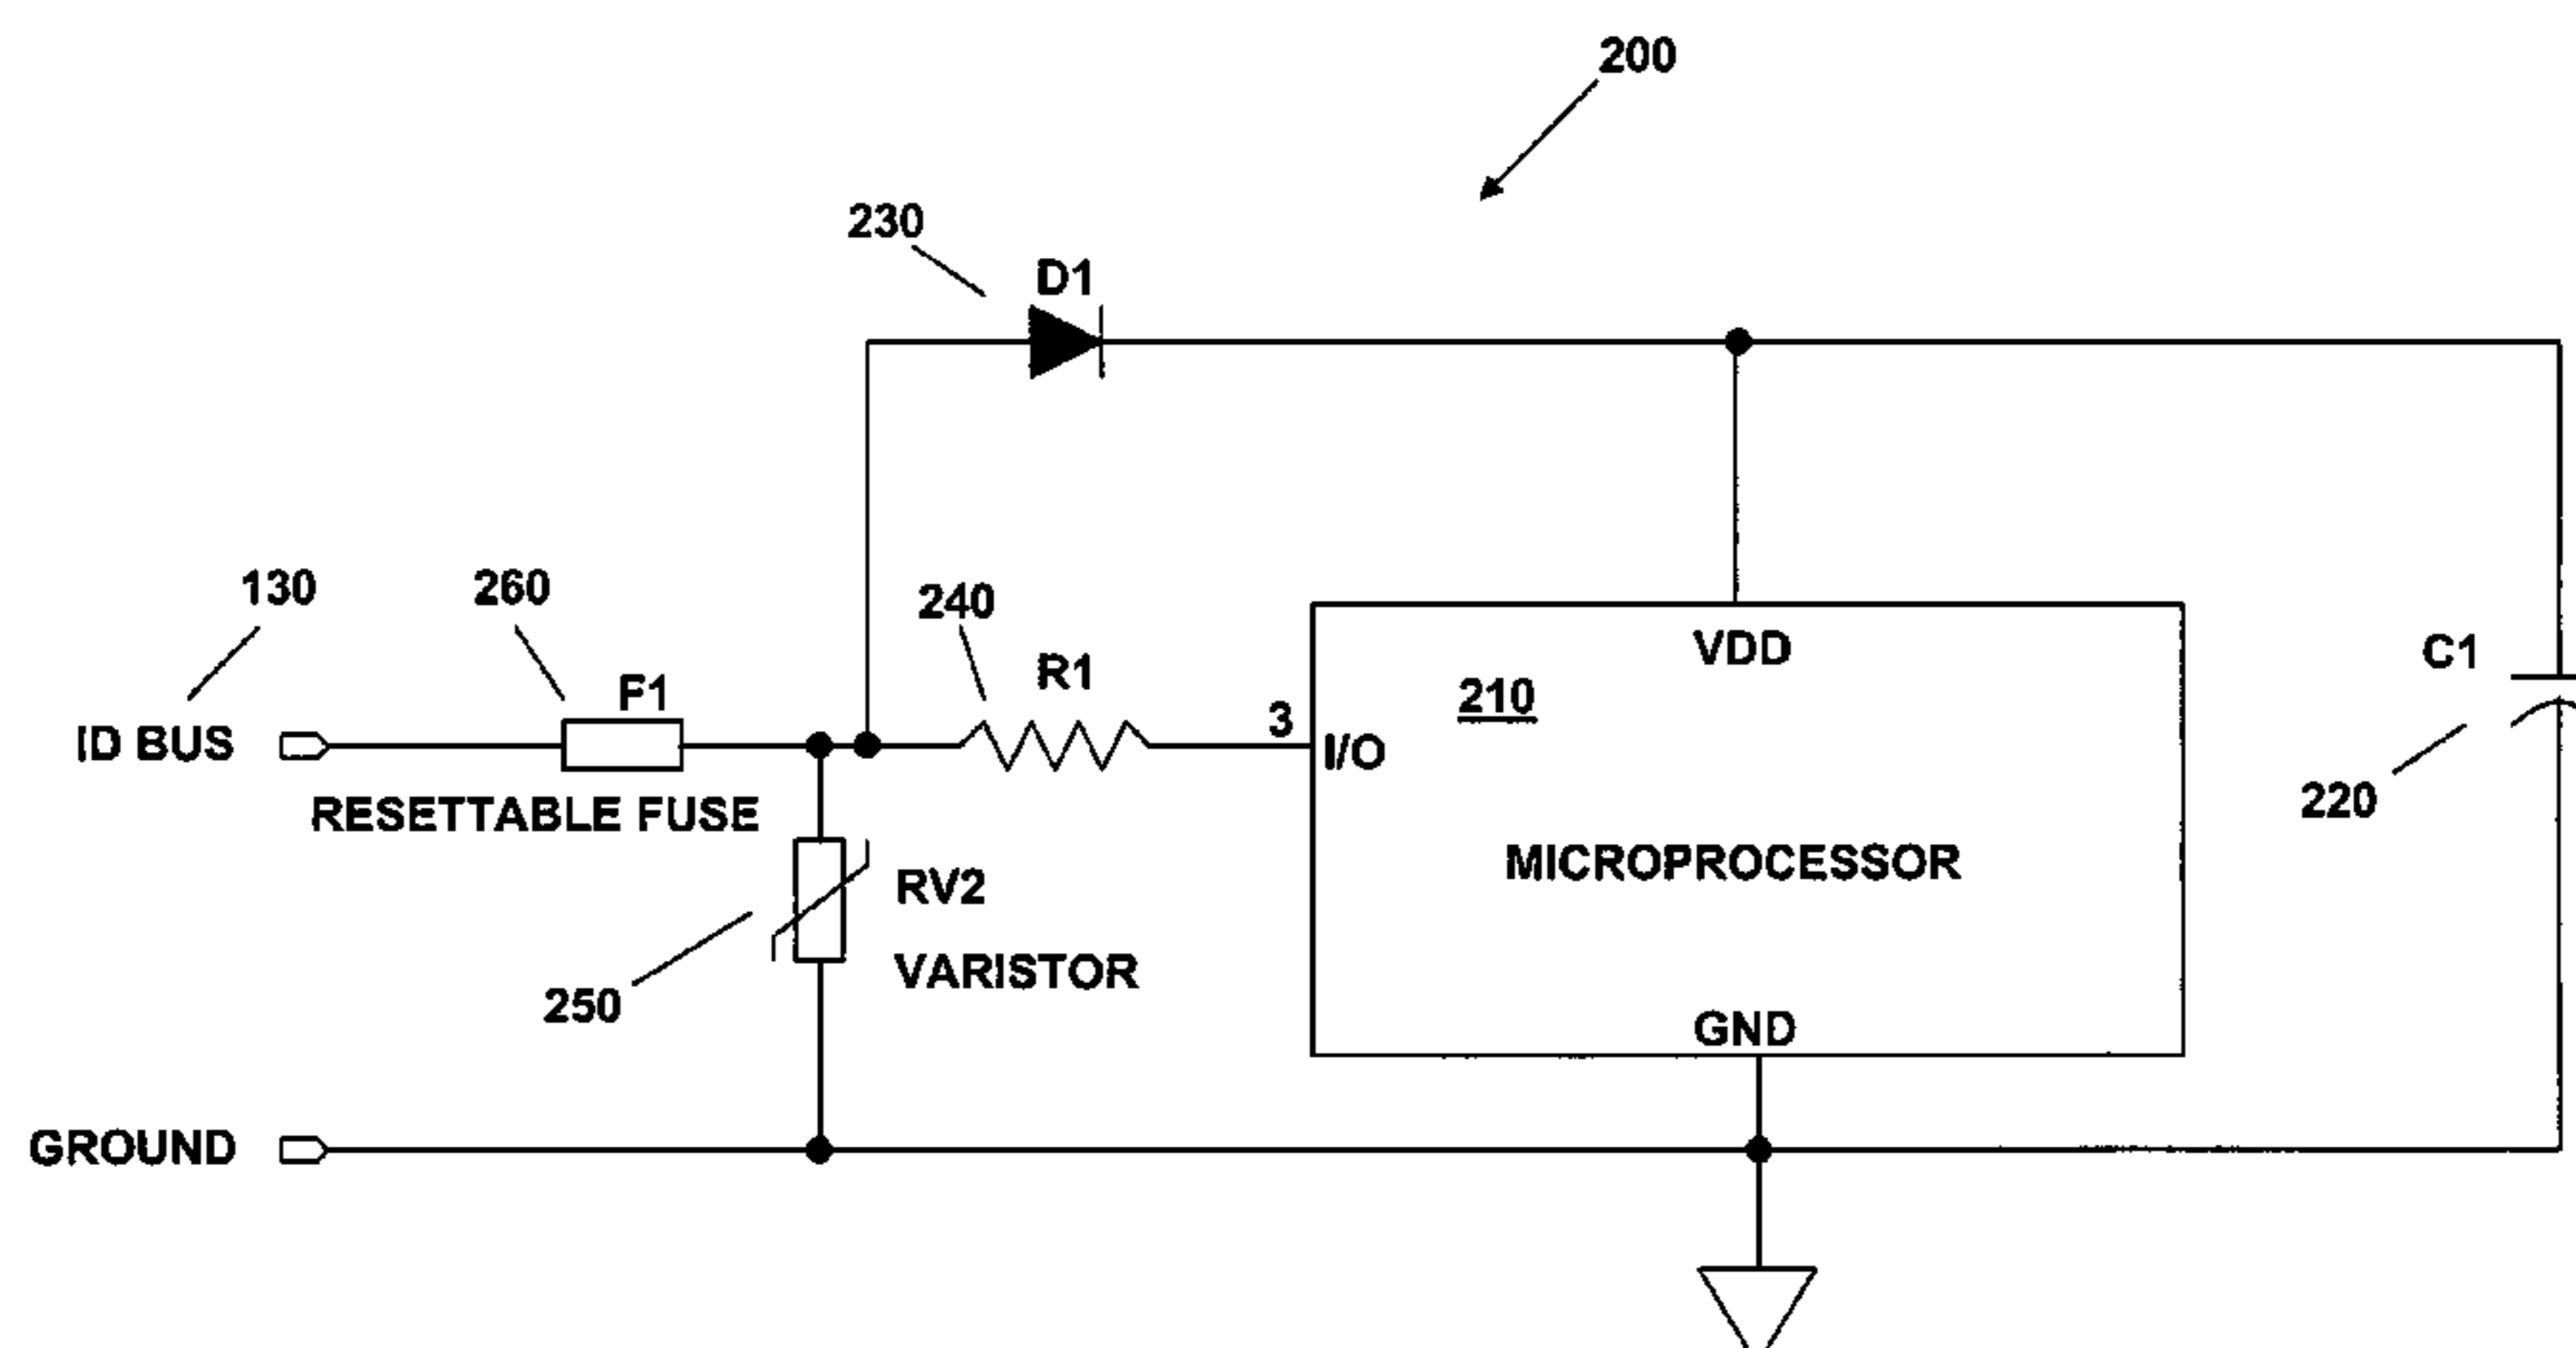 200
230
D1
130
260
240
F1
R1
3
VDD
210
C1
ID BUS
I/O
220
RESETTABLE FUSE
MICROPROCESSOR
RV2
VARISTOR
250
GND
GROUND